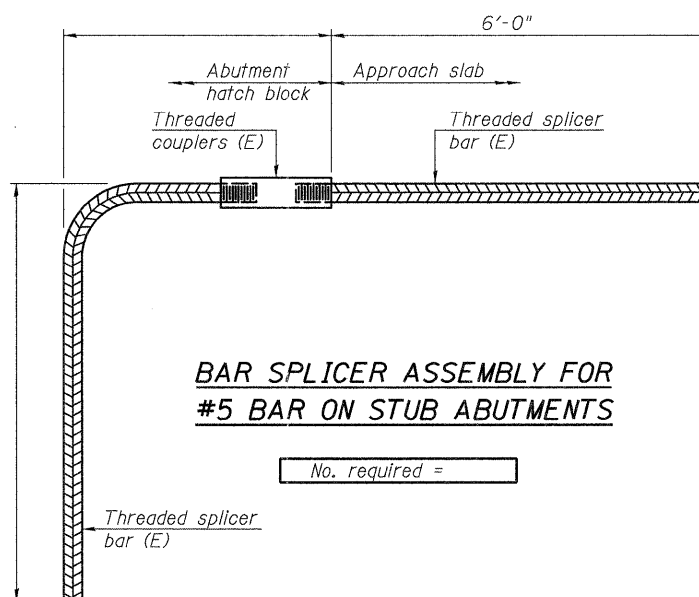 6'-0"
Abutment
hatch block
Approach slab
Threaded
couplers (E)
Threaded splicer
bar (E)
BAR SPLICER ASSEMBLY FOR
#5 BAR ON STUB ABUTMENTS
No. required =
Threaded splicer
bar (E)